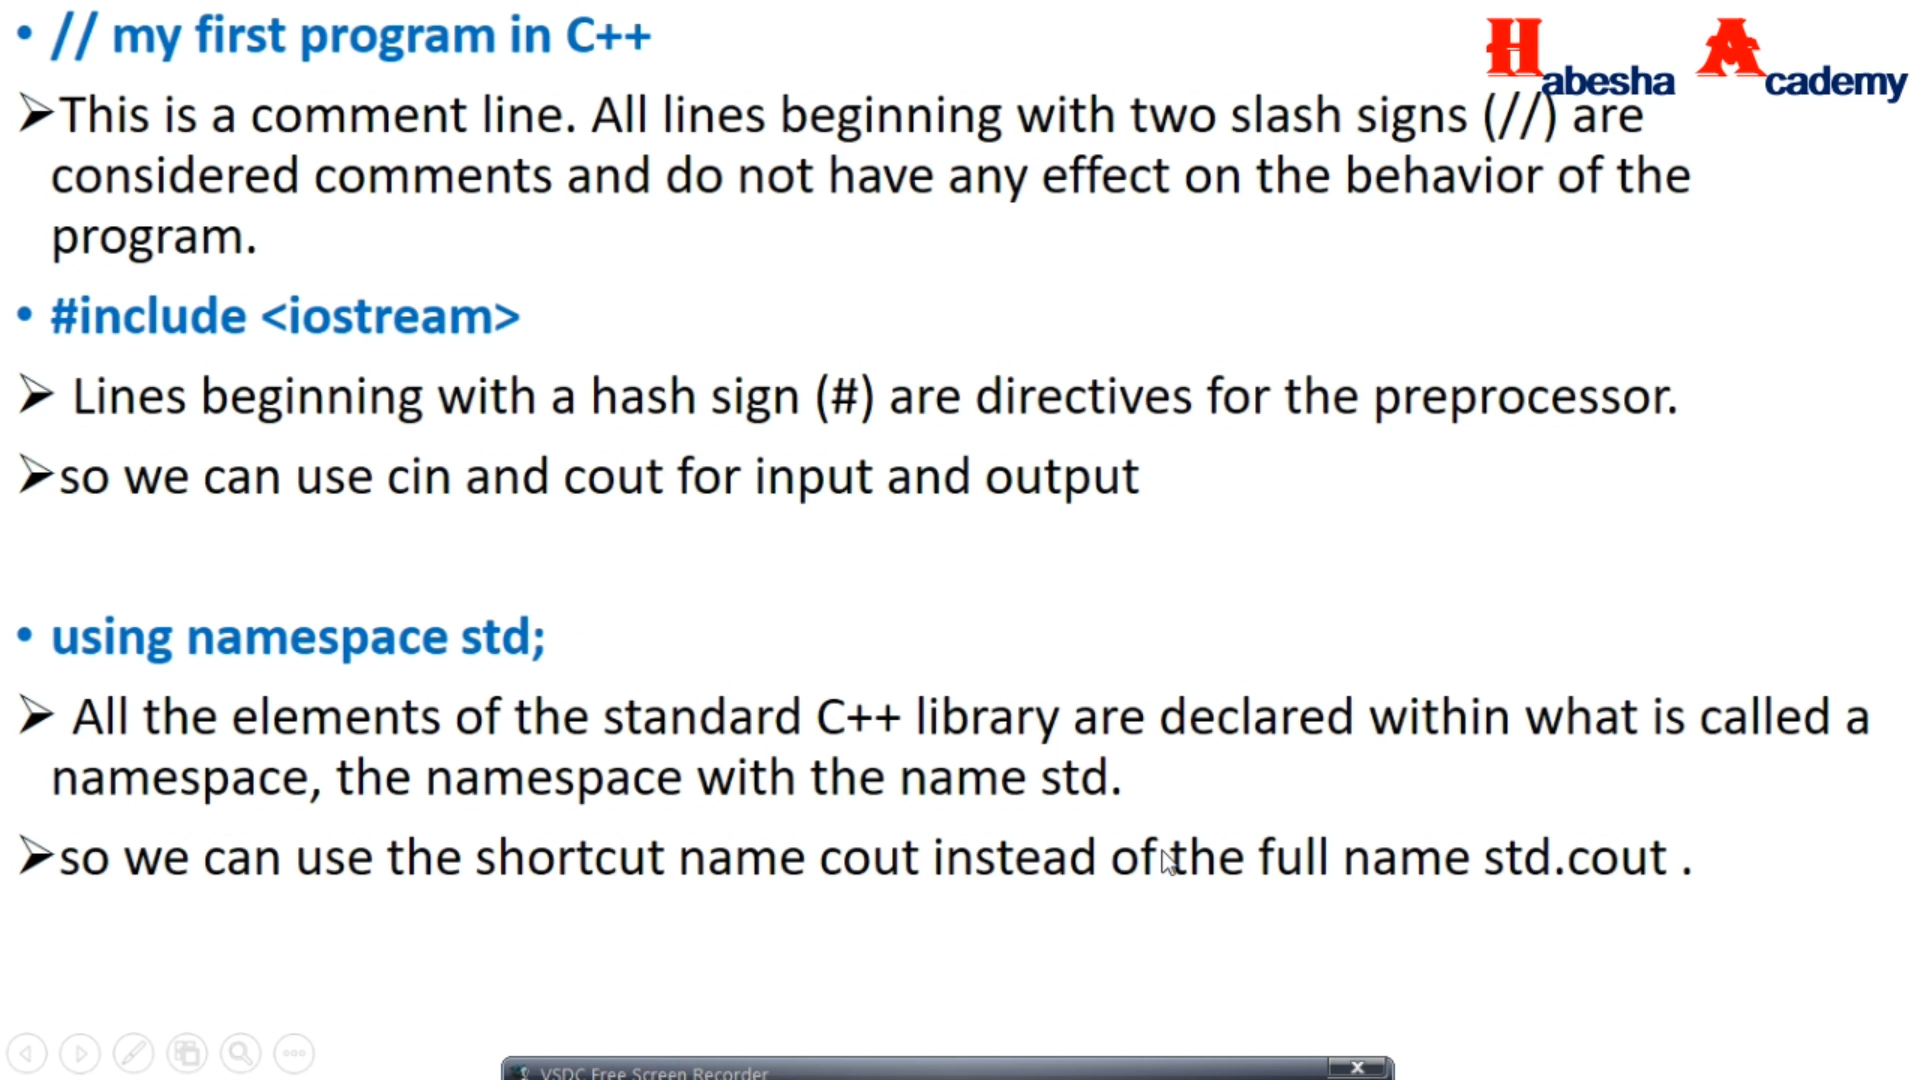 • // my first program in C++
Habesha Academy
➢This is a comment line. All lines beginning with two slash signs (//) are
considered comments and do not have any effect on the behavior of the
program.
• #include <iostream>
➢ Lines beginning with a hash sign (#) are directives for the preprocessor.
➢so we can use cin and cout for input and output
• using namespace std;
➢ All the elements of the standard C++ library are declared within what is called a
namespace, the namespace with the name std.
➢so we can use the shortcut name cout instead of the full name std.cout .
VSDC Free Screen Recorder